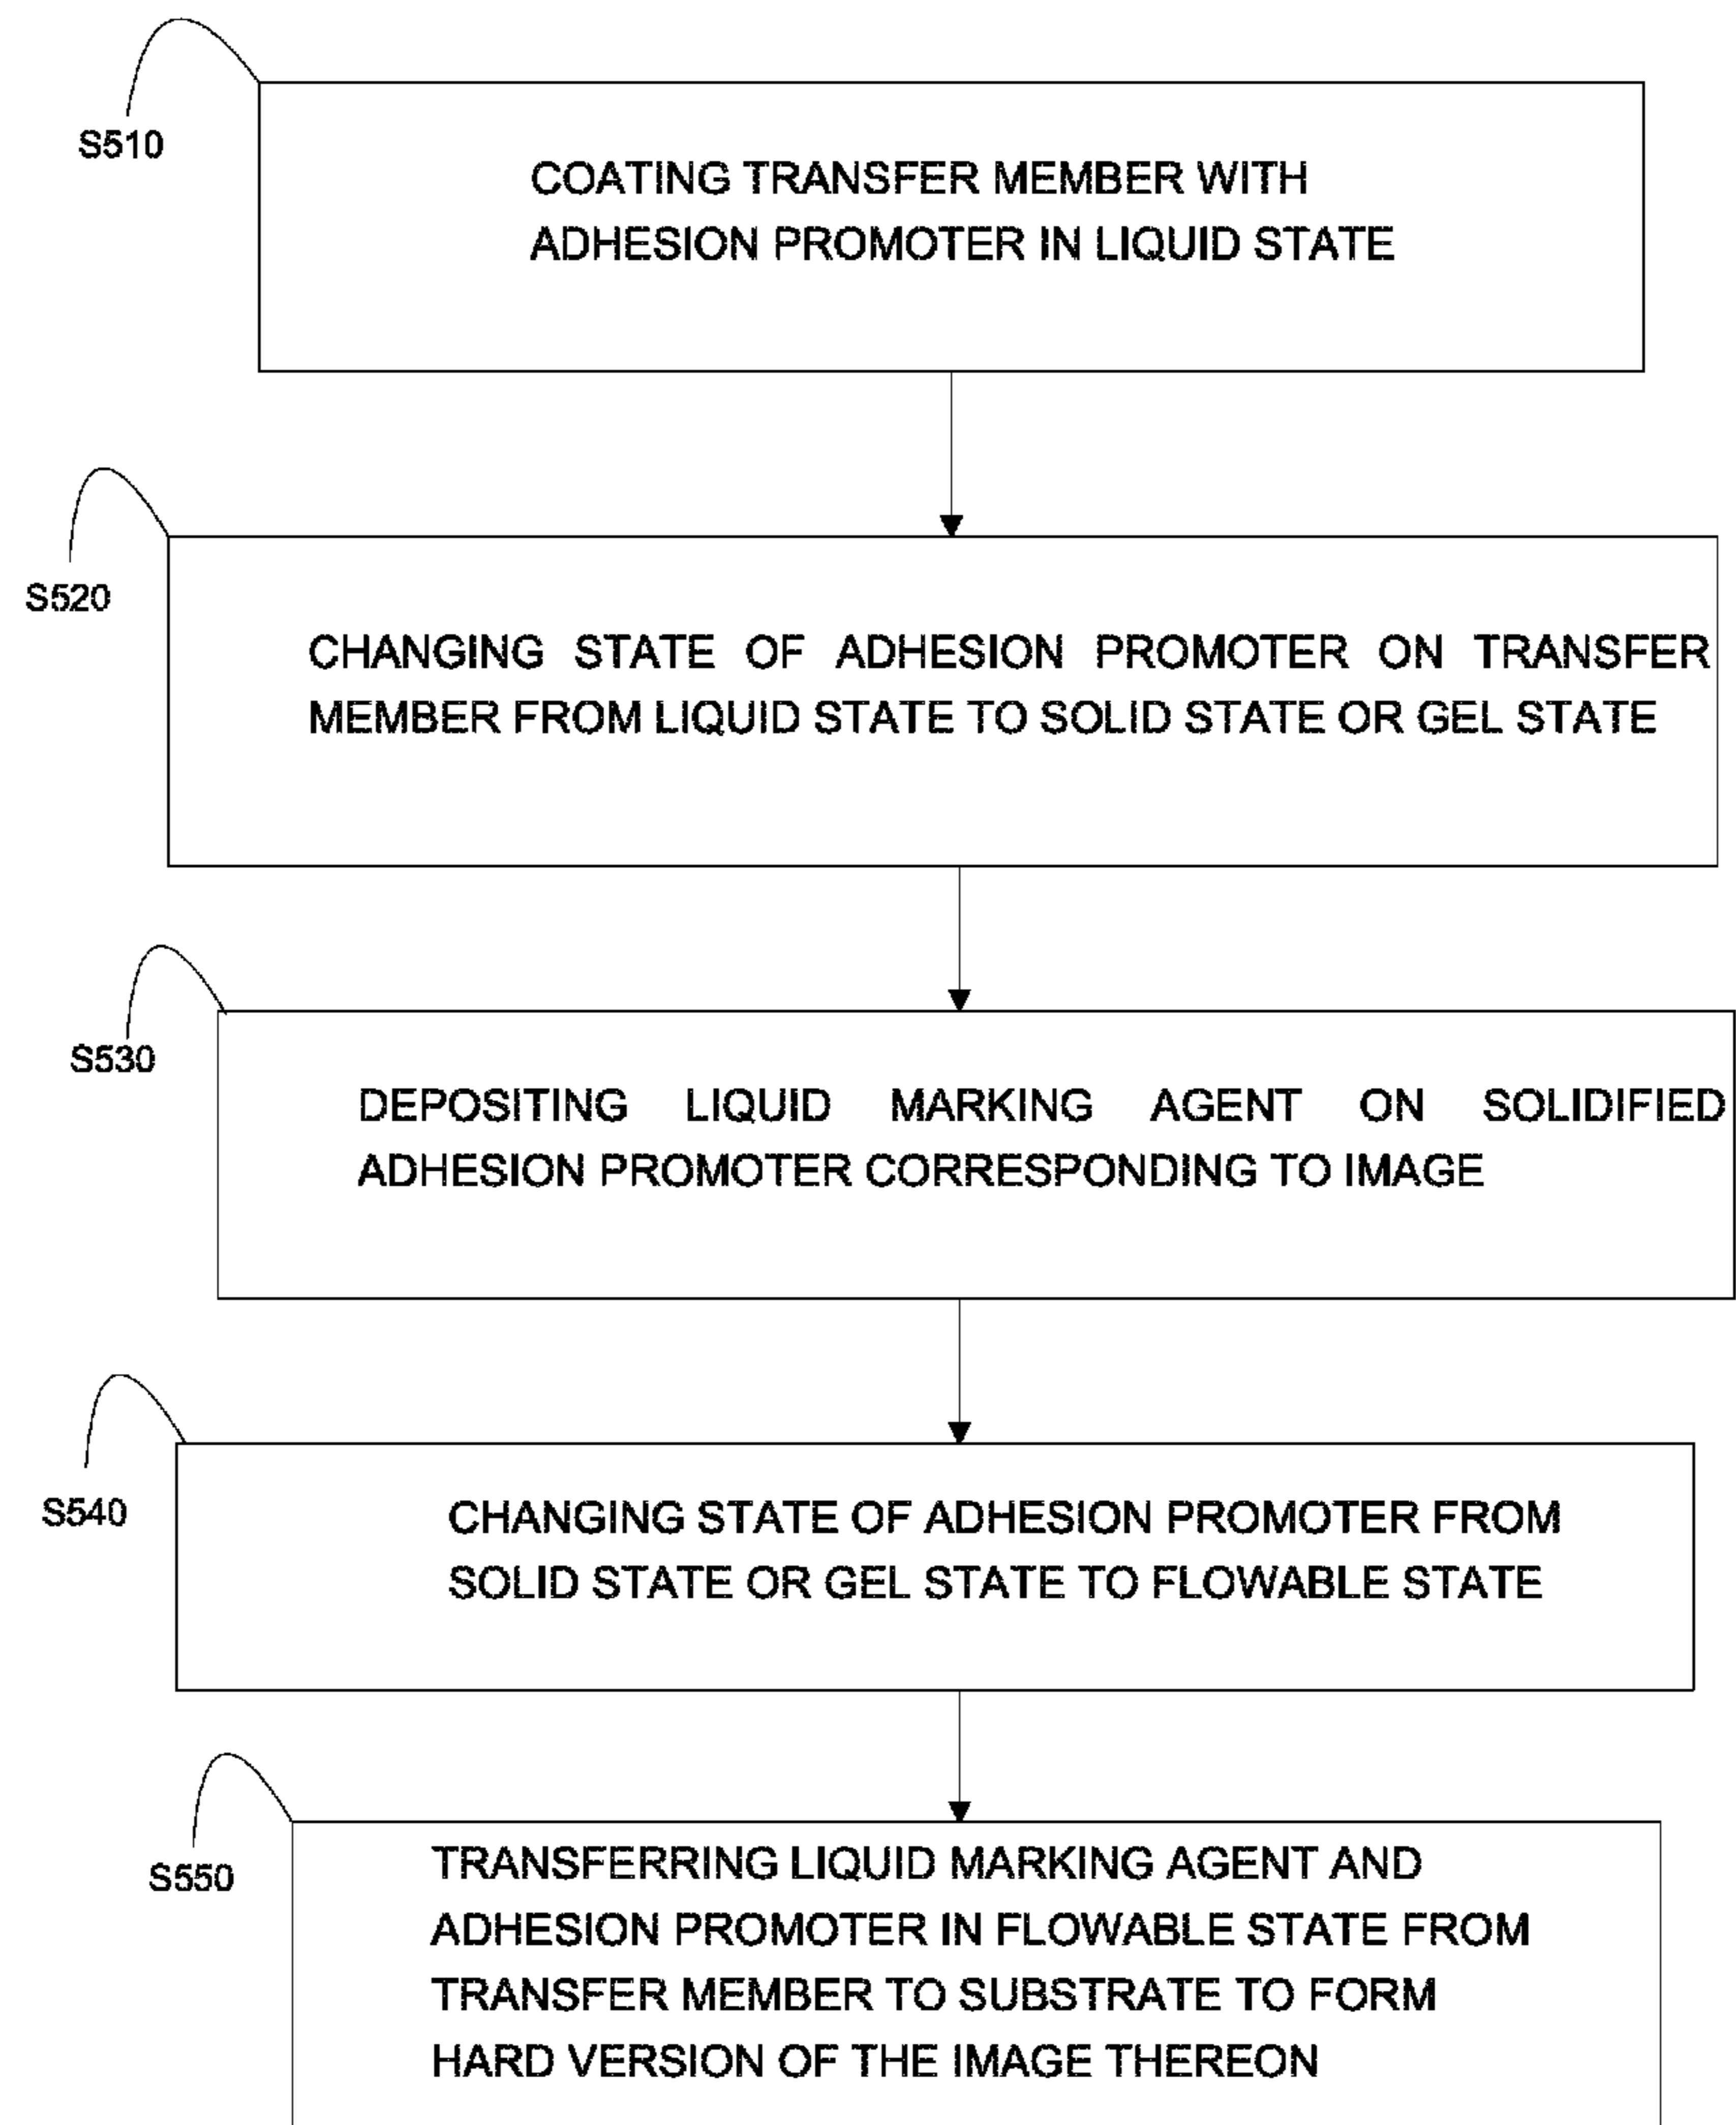 S510
COATING TRANSFER MEMBER WITH
ADHESION PROMOTER IN LIQUID STATE
S520
CHANGING STATE OF ADHESION PROMOTER ON TRANSFER
MEMBER FROM LIQUID STATE TO SOLID STATE OR GEL STATE
S530
DEPOSITING LIQUID MARKING AGENT ON SOLIDIFIED
ADHESION PROMOTER CORRESPONDING TO IMAGE
S540
CHANGING STATE OF ADHESION PROMOTER FROM
SOLID STATE OR GEL STATE TO FLOWABLE STATE
S550
TRANSFERRING LIQUID MARKING AGENT AND
ADHESION PROMOTER IN FLOWABLE STATE FROM
TRANSFER MEMBER TO SUBSTRATE TO FORM
HARD VERSION OF THE IMAGE THEREON